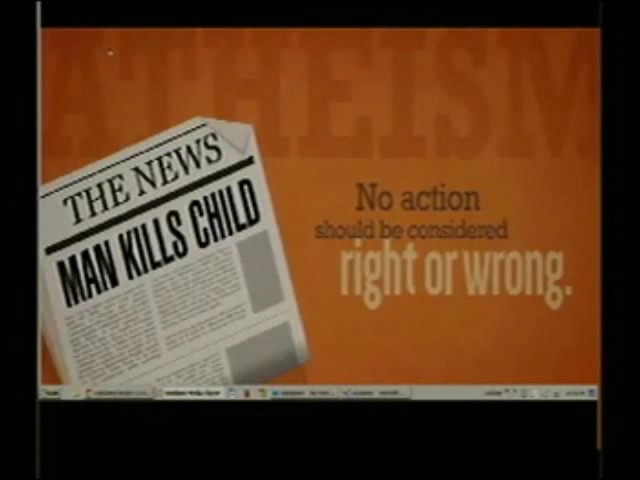 ATHEISM
THE NEWS
MAN KILLS CHILD
No action
should be considered
right or wrong.